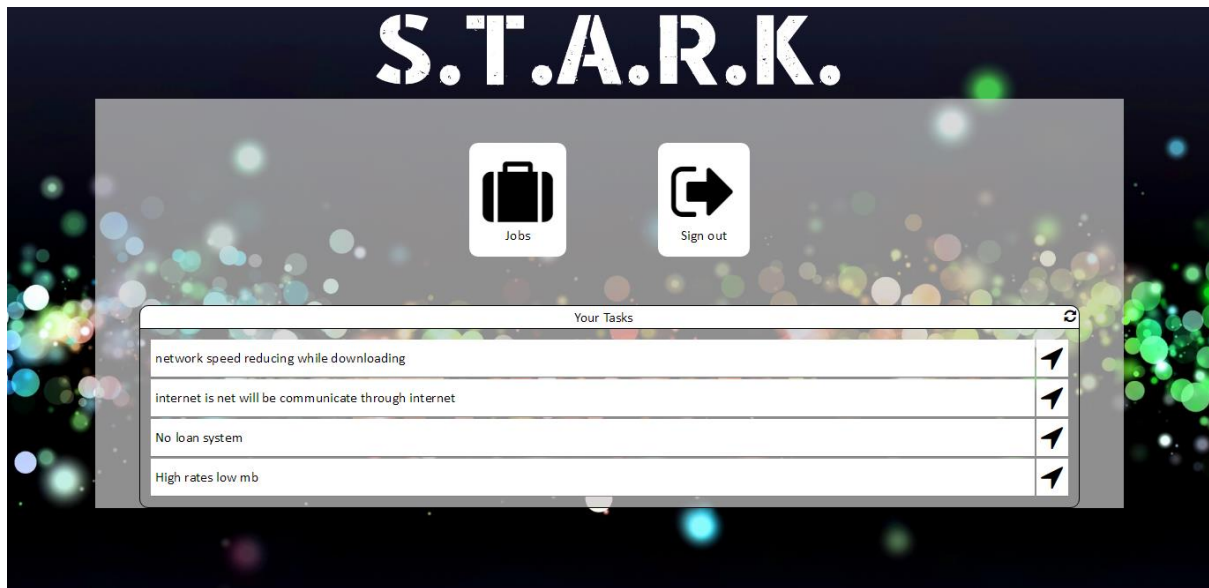 S.T.A.R.K.
Jobs
Sign out
Your Tasks
network speed reducing while downloading
internet is net will be communicate through internet
No loan system
High rates low mb